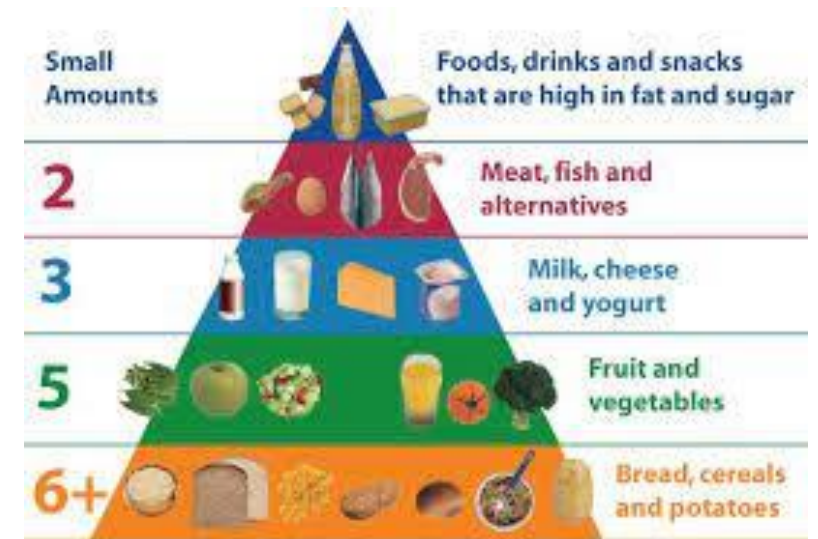 Small
Amounts
Foods, drinks and snacks
that are high in fat and sugar
2
Meat, fish and
alternatives
3
Milk, cheese
and yogurt
5
Fruit and
vegetables
6+
Bread, cereals
and potatoes